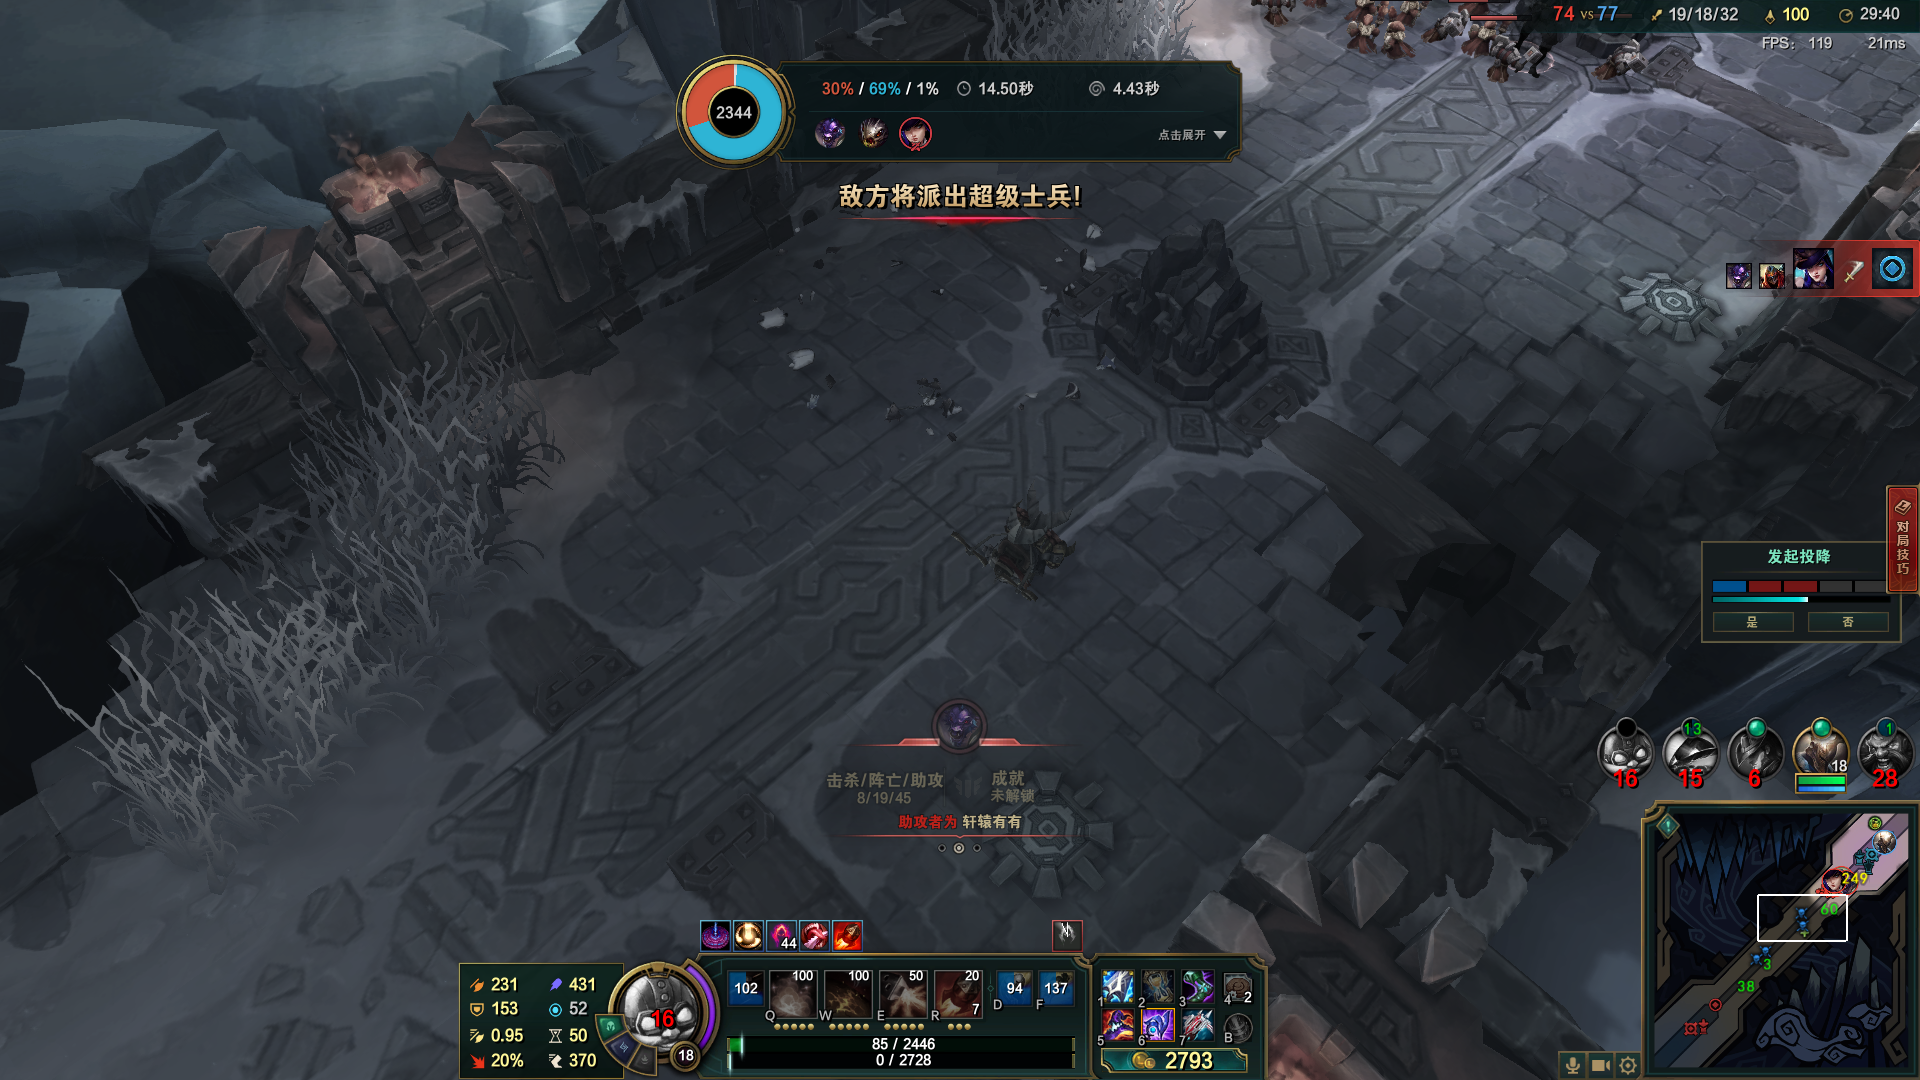 74 vs 77 19/18/32 100 29:40
FPS: 119 21ms
2344
30% / 69% / 1% 14.50秒 4.43秒
点击展开
敌方将派出超级士兵!
对局技巧
发起投降
是 否
击杀/阵亡/助攻 成就
8/19/45 未解锁
助攻者为 轩辕有有
13 1
18
16 15 6 28
249
60
3
38
44
231 431
153 52
0.95 50
20% 370
16
18
102 100 100 50 20 94 137
7
Q W E R D F
85 / 2446
0 / 2728
1 2 3 4 2
5 6 7 B
2793